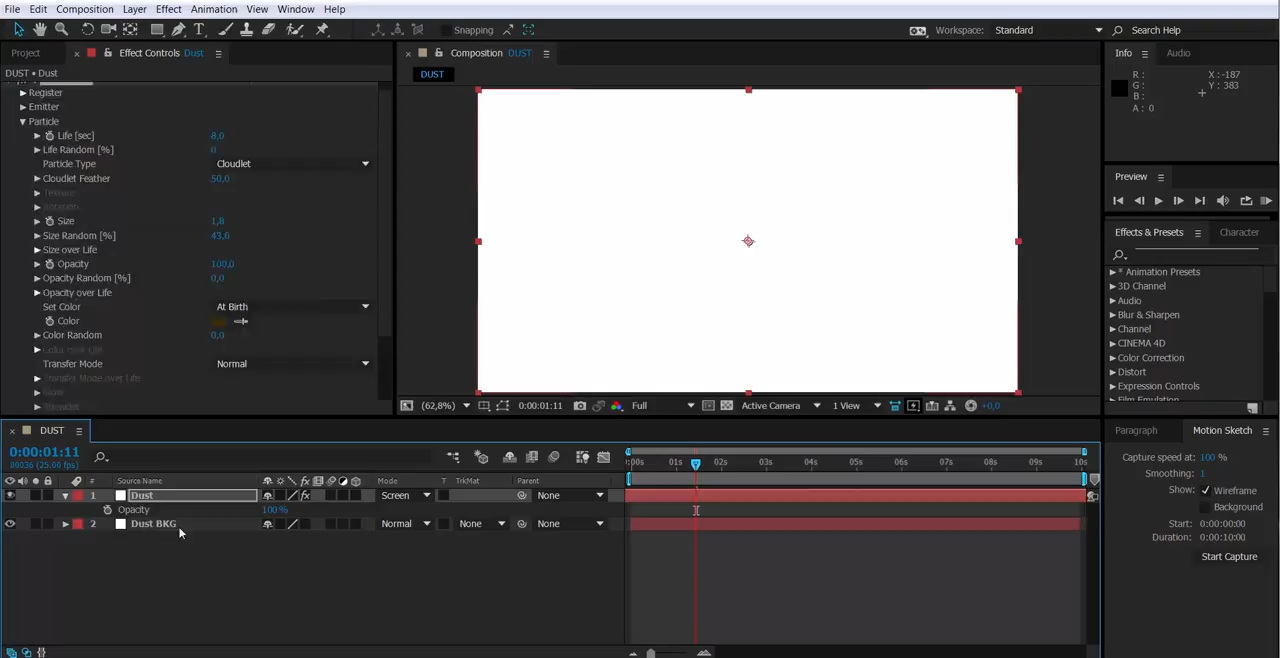 File Edit Composition Layer Effect Animation View Window Help
Snapping
Workspace: Standard
Search Help
Project
Effect Controls Dust
DUST • Dust
Register
Emitter
Particle
Life [sec] 8,0
Life Random [%] 0
Particle Type Cloudlet
Cloudlet Feather 50,0
Texture
Rotation
Size 1,8
Size Random [%] 43,0
Size over Life
Opacity 100,0
Opacity Random [%] 0,0
Opacity over Life
Set Color At Birth
Color
Color Random 0,0
Color over Life
Transfer Mode Normal
Transfer Mode over Life
Glow
Streaklet
Composition DUST
DUST
(62,8%) 0:00:01:11 Full Active Camera 1 View +0,0
Info Audio
R : X : -187
G : Y : 383
B :
A : 0
Preview
Effects & Presets Character
* Animation Presets
3D Channel
Audio
Blur & Sharpen
Channel
CINEMA 4D
Color Correction
Distort
Expression Controls
Film Emulation
DUST
0:00:01:11
00036 (25.00 fps)
# Source Name Mode T TrkMat Parent
1 Dust Screen None
Opacity 100 %
2 Dust BKG Normal None None
:00s 01s 02s 03s 04s 05s 06s 07s 08s 09s 10s
Paragraph Motion Sketch
Capture speed at: 100 %
Smoothing: 1
Show: Wireframe
Background
Start: 0:00:00:00
Duration: 0:00:10:00
Start Capture